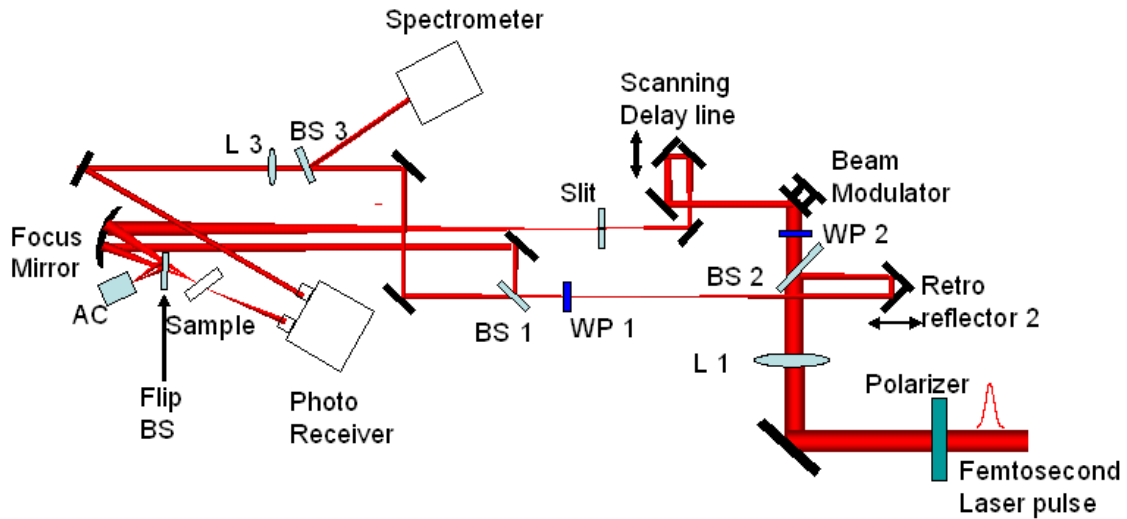 Spectrometer
Scanning
Delay line
BS 3
L 3
Beam
Modulator
Slit
WP 2
Focus
Mirror
BS 2
Retro
reflector 2
AC
Sample
BS 1
WP 1
L 1
Flip
BS
Photo
Receiver
Polarizer
Femtosecond
Laser pulse